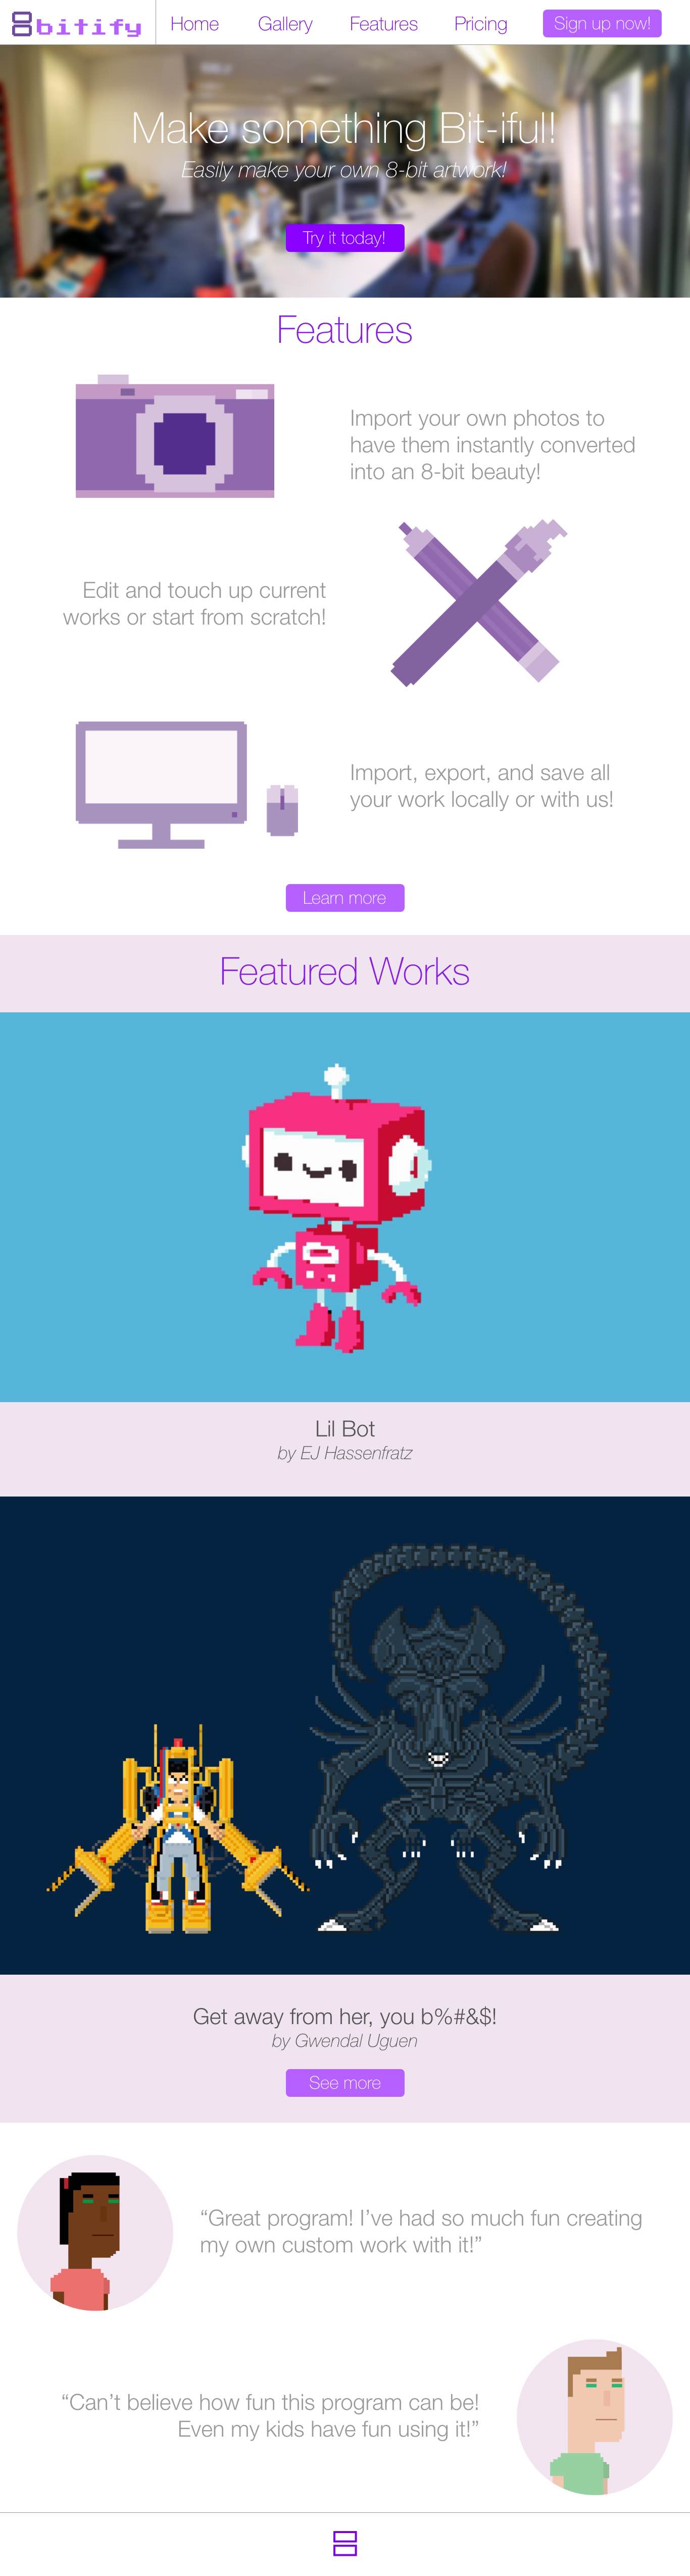 8bitify
Home Gallery Features Pricing Sign up now!
Make something Bit-iful!
Easily make your own 8-bit artwork!
Try it today!
Features
Import your own photos to
have them instantly converted
into an 8-bit beauty!
Edit and touch up current
works or start from scratch!
Import, export, and save all
your work locally or with us!
Learn more
Featured Works
Lil Bot
by EJ Hassenfratz
Get away from her, you b%#&$!
by Gwendal Uguen
See more
“Great program! I’ve had so much fun creating
my own custom work with it!”
“Can’t believe how fun this program can be!
Even my kids have fun using it!”
8